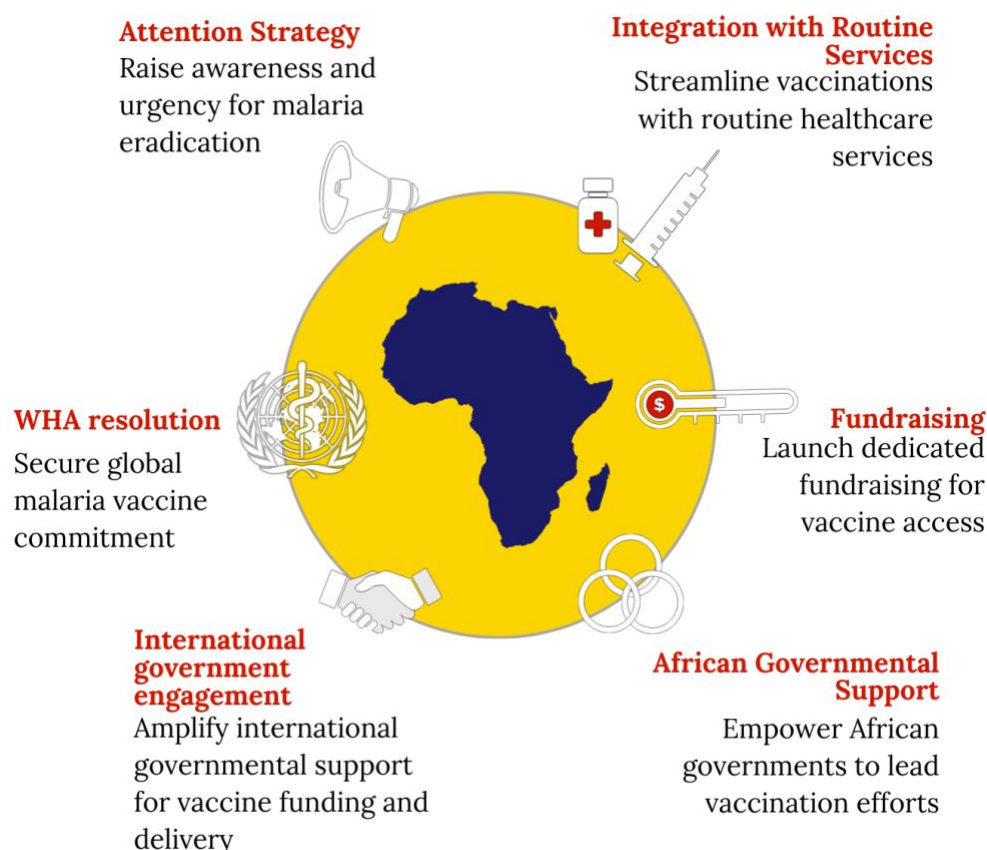 Attention Strategy
Raise awareness and
urgency for malaria
eradication
Integration with Routine
Services
Streamline vaccinations
with routine healthcare
services
WHA resolution
Secure global
malaria vaccine
commitment
$
Fundraising
Launch dedicated
fundraising for
vaccine access
International
government
engagement
Amplify international
governmental support
for vaccine funding and
delivery
African Governmental
Support
Empower African
governments to lead
vaccination efforts